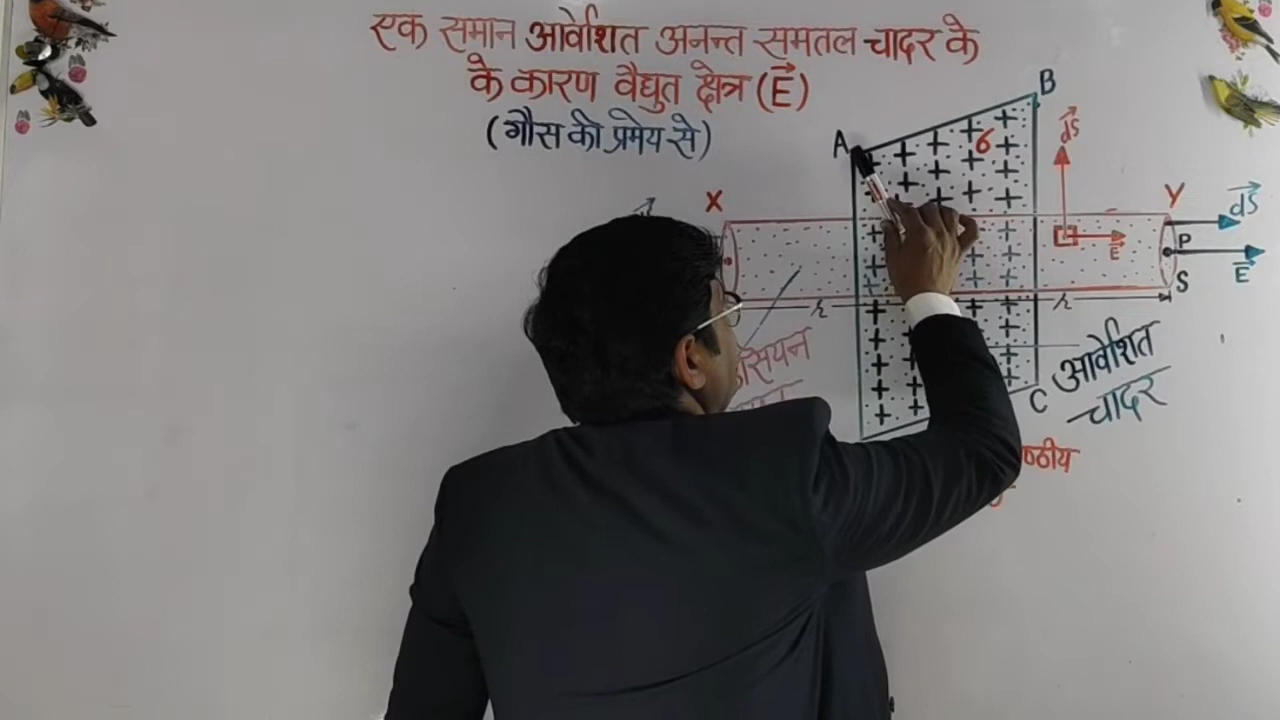 एक समान आवेशित अनन्त समतल चादर के
के कारण वैद्युत क्षेत्र (E⃗)
(गौस की प्रमेय से)
A
B
σ
dS⃗
X
Y
dS⃗
E⃗
P
E⃗
S
r
r
C
आवेशित
चादर